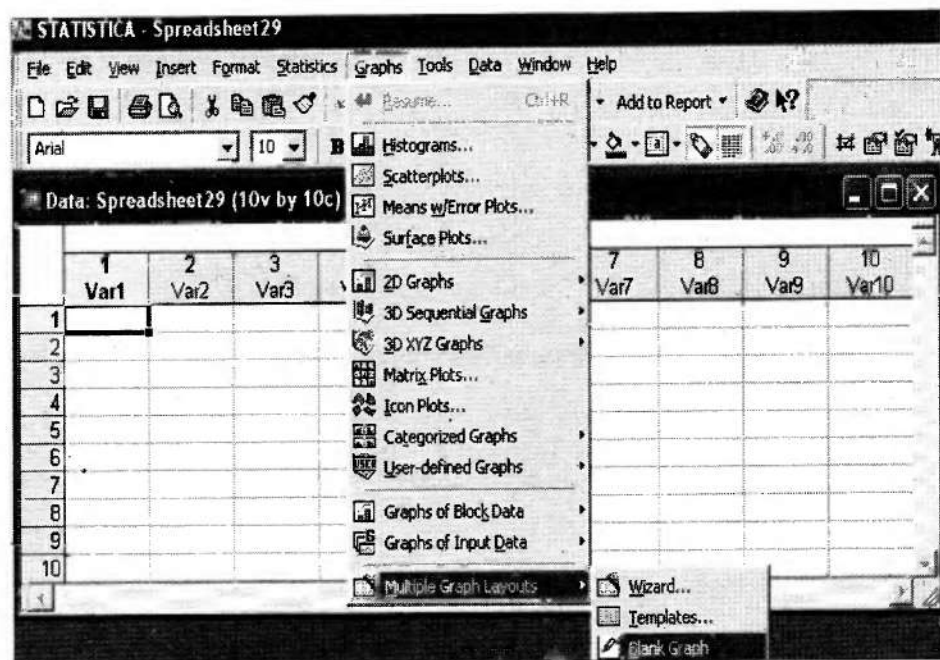 STATISTICA - Spreadsheet29
File Edit View Insert Format Statistics Graphs Tools Data Window Help
Resume... Ctrl+R
Add to Report
Arial 10 B
Histograms...
Scatterplots...
Data: Spreadsheet29 (10v by 10c)
Means w/Error Plots...
Surface Plots...
1 2 3 7 8 9 10
Var1 Var2 Var3 Var7 Var8 Var9 Var10
2D Graphs
3D Sequential Graphs
3D XYZ Graphs
Matrix Plots...
Icon Plots...
Categorized Graphs
User-defined Graphs
Graphs of Block Data
Graphs of Input Data
Multiple Graph Layouts
1
2
3
4
5
6
7
8
9
10
Wizard...
Templates...
Blank Graph